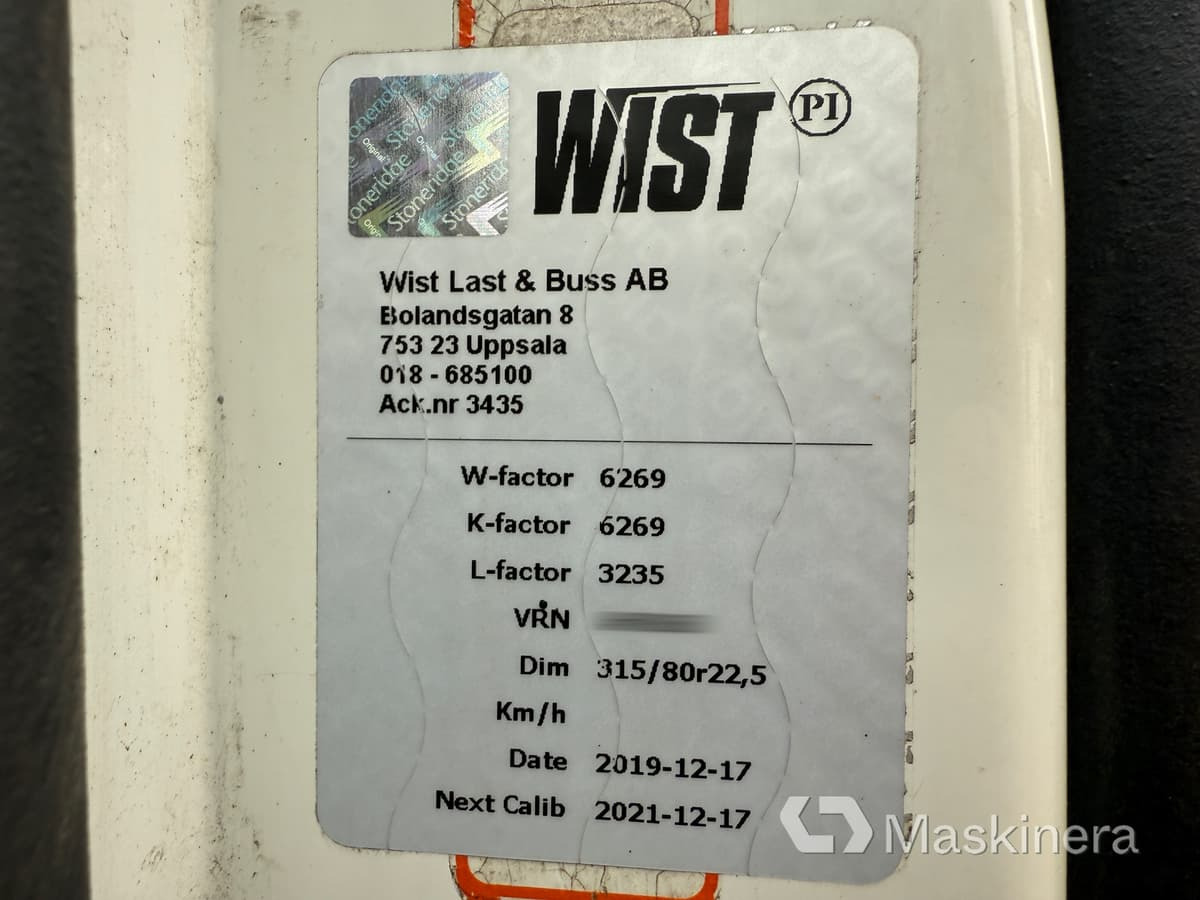 WIST PI
Stoneridge
Original
Wist Last & Buss AB
Bolandsgatan 8
753 23 Uppsala
018 - 685100
Ack.nr 3435
W-factor 6269
K-factor 6269
L-factor 3235
VRN
Dim 315/80r22,5
Km/h
Date 2019-12-17
Next Calib 2021-12-17
Maskinera